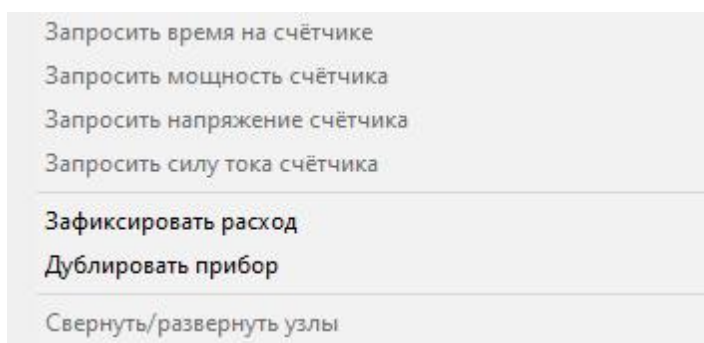 Запросить время на счётчике
Запросить мощность счётчика
Запросить напряжение счётчика
Запросить силу тока счётчика
Зафиксировать расход
Дублировать прибор
Свернуть/развернуть узлы